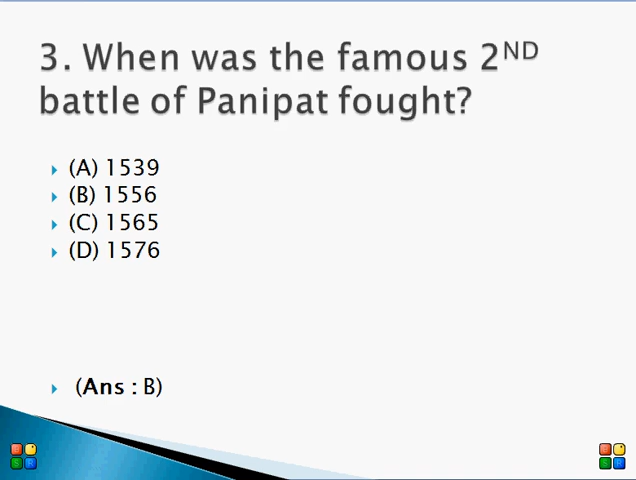 3. When was the famous 2ND
battle of Panipat fought?
(A) 1539
(B) 1556
(C) 1565
(D) 1576
(Ans : B)